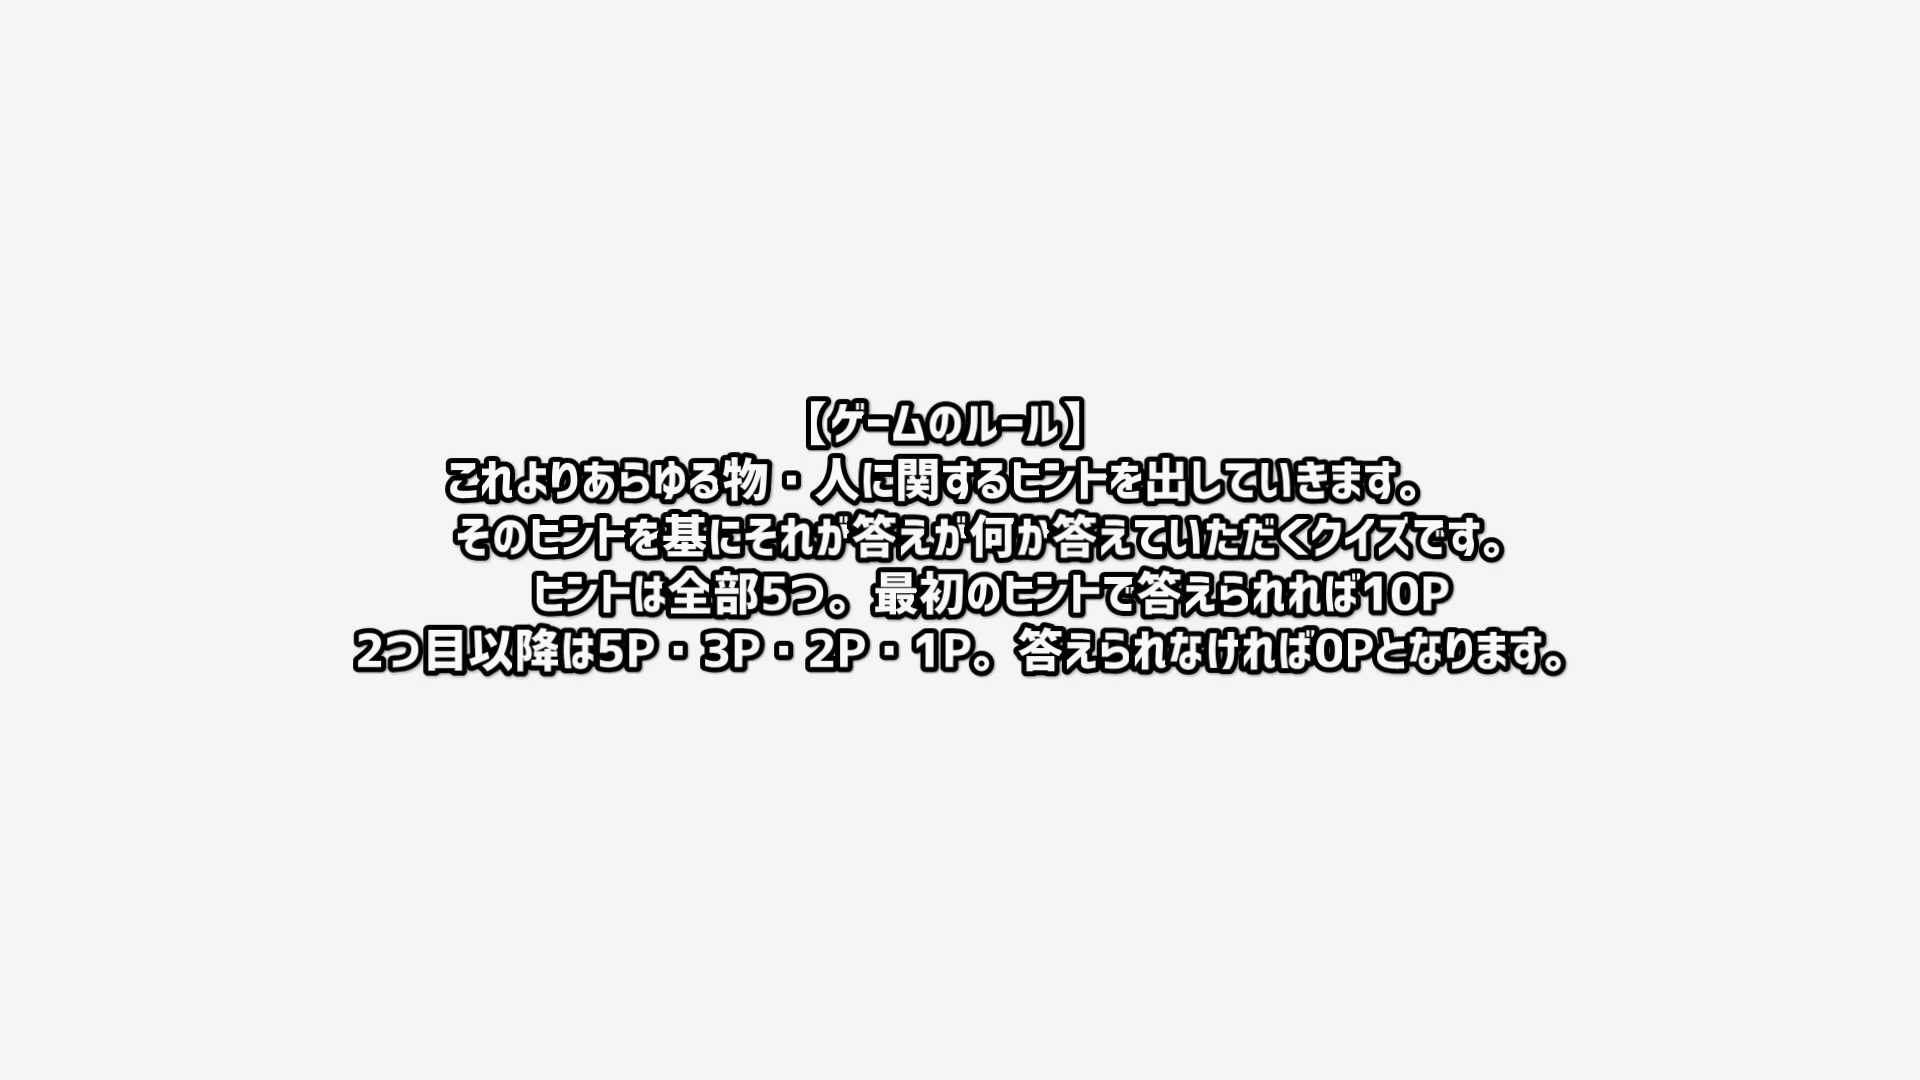 【ゲームのルール】
これよりあらゆる物・人に関するヒントを出していきます。
そのヒントを基にそれが答えが何か答えていただくクイズです。
ヒントは全部5つ。最初のヒントで答えられれば10P
2つ目以降は5P・3P・2P・1P。答えられなければ0Pとなります。